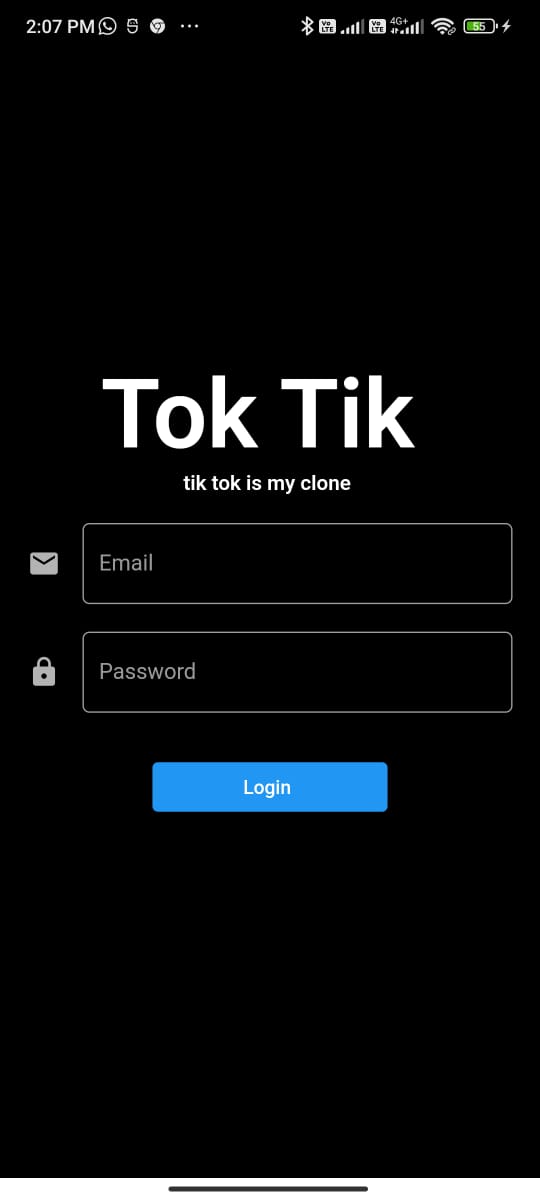 2:07 PM
Vo LTE Vo LTE 4G+ 55
Tok Tik
tik tok is my clone
Email
Password
Login